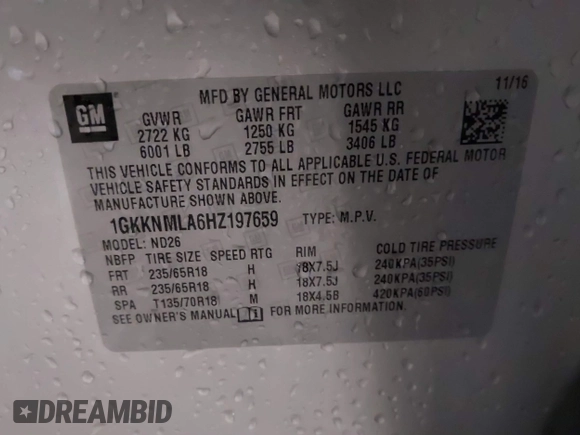 GM
MFD BY GENERAL MOTORS LLC
11/16
GVWR GAWR FRT GAWR RR
2722 KG 1250 KG 1545 KG
6001 LB 2755 LB 3406 LB
THIS VEHICLE CONFORMS TO ALL APPLICABLE U.S. FEDERAL MOTOR
VEHICLE SAFETY STANDARDS IN EFFECT ON THE DATE OF
MANUFACTURE SHOWN ABOVE.
1GKKNMLA6HZ197659 TYPE: M.P.V.
MODEL: ND26
NBFP TIRE SIZE SPEED RTG RIM COLD TIRE PRESSURE
FRT 235/65R18 H 18X7.5J 240KPA(35PSI)
RR 235/65R18 H 18X7.5J 240KPA(35PSI)
SPA T135/70R18 M 18X4.5B 420KPA(60PSI)
SEE OWNER'S MANUAL FOR MORE INFORMATION.
DREAMBID